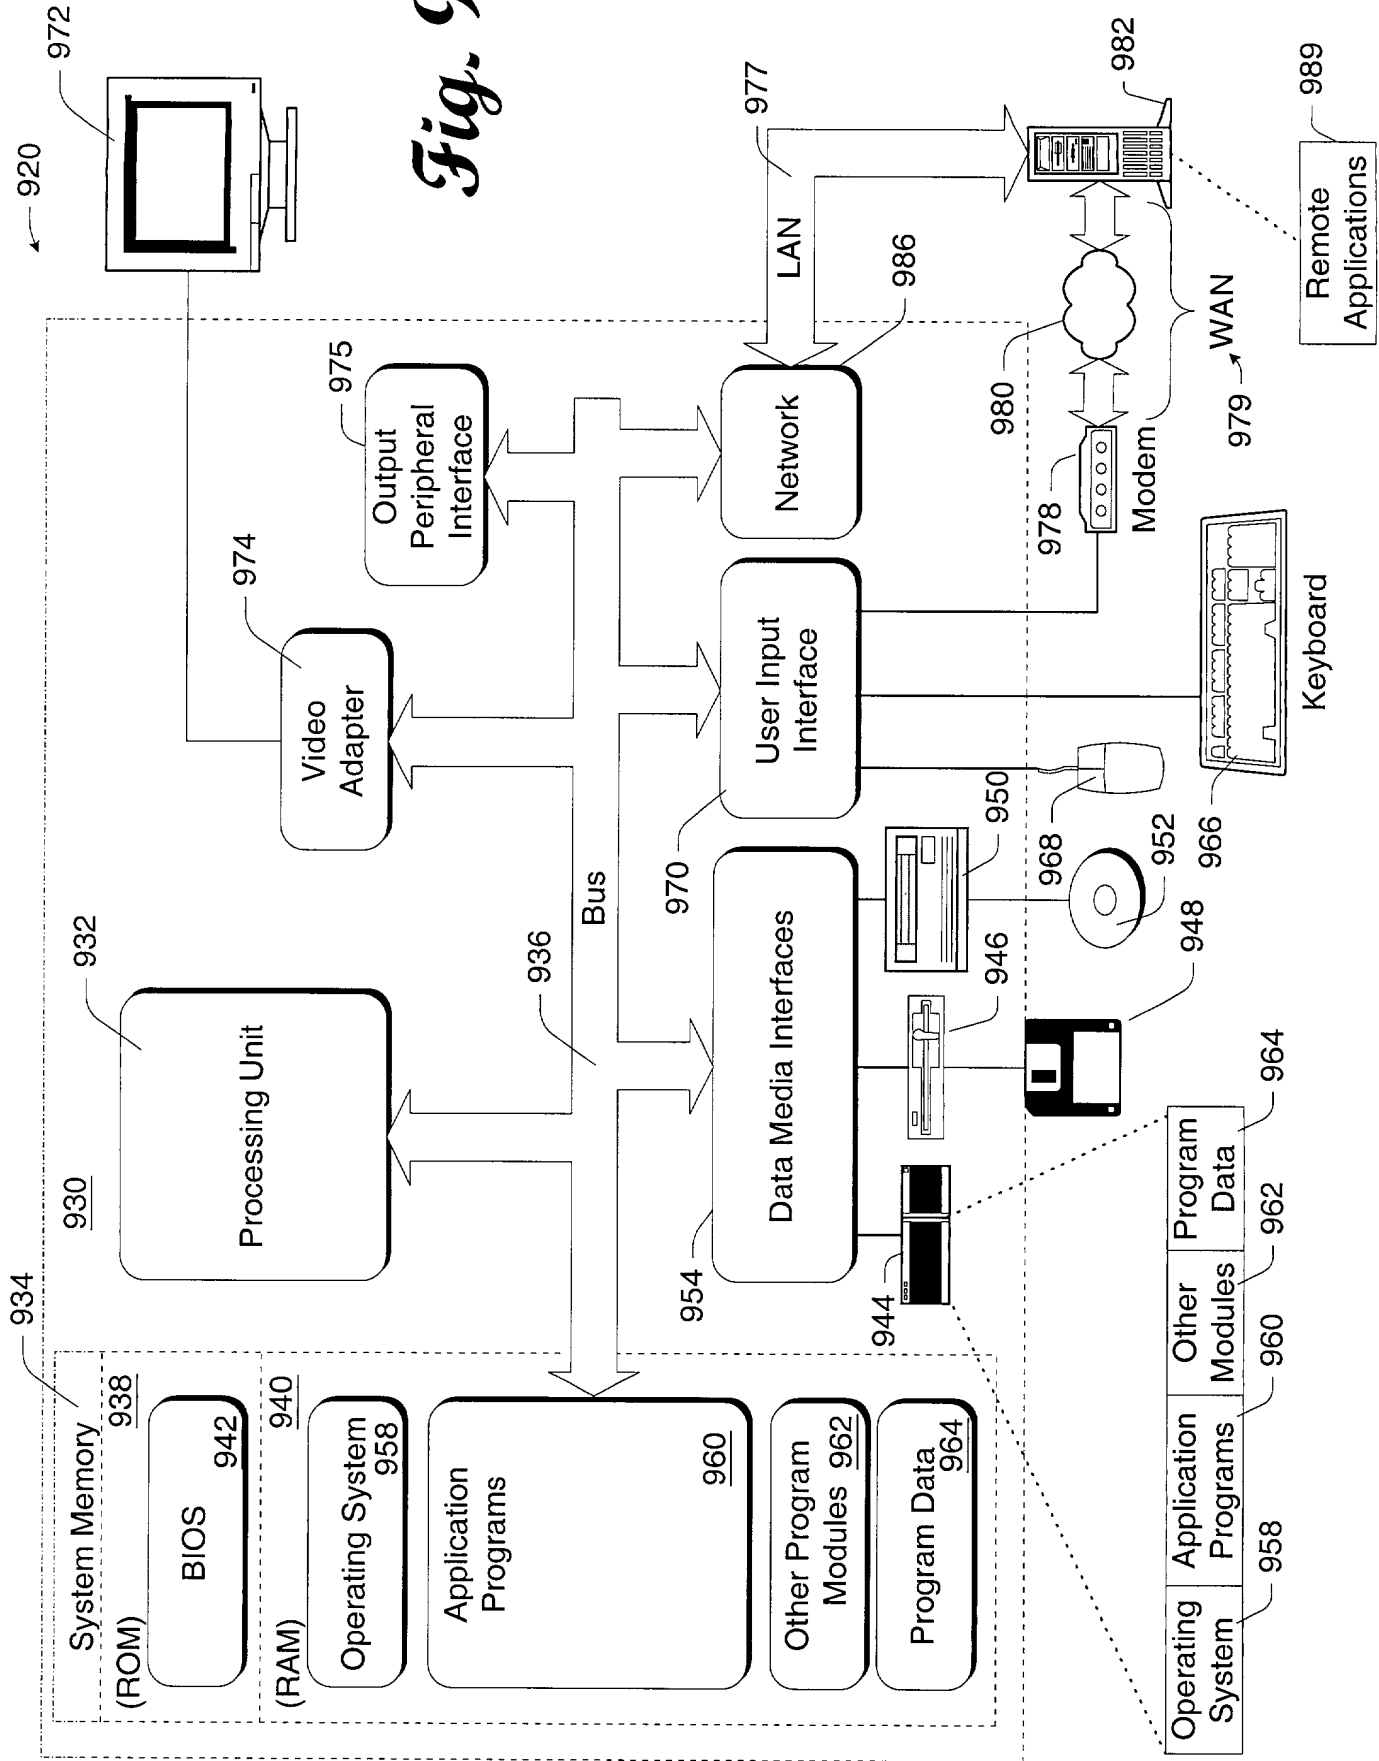 920
972
934
System Memory
(ROM)
938
BIOS
942
(RAM)
940
Operating System
958
Application
Programs
960
Other Program
Modules 962
Program Data
964
930
932
Processing Unit
974
Video
Adapter
975
Output
Peripheral
Interface
Fig.
936
Bus
954
Data Media Interfaces
970
User Input
Interface
Network
986
LAN
977
944
946
950
948
952
968
966
Keyboard
978
Modem
980
WAN
979
982
989
Remote
Applications
Operating
System
958
Application
Programs
960
Other
Modules
962
Program
Data
964